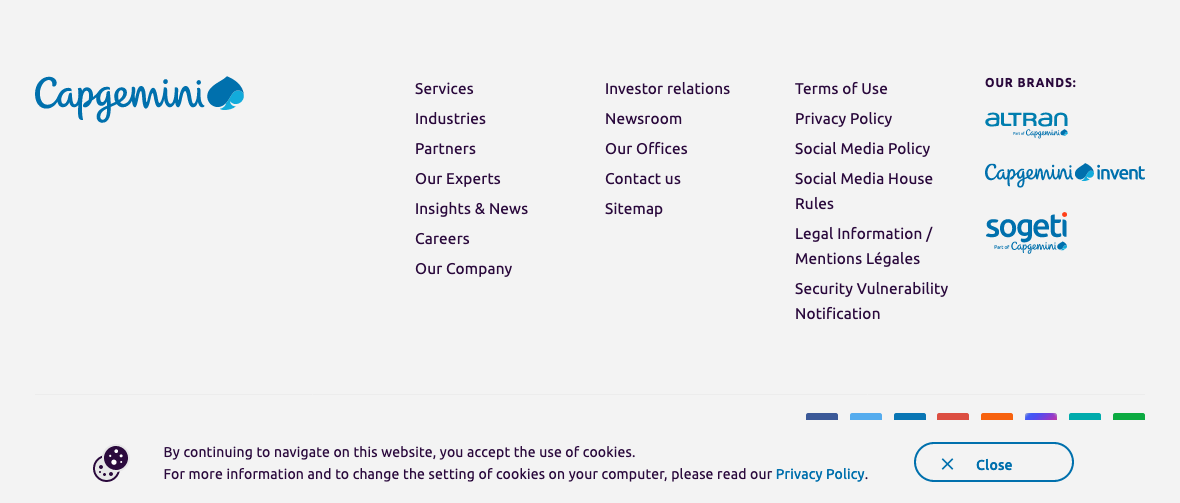 Capgemini
Services
Industries
Partners
Our Experts
Insights & News
Careers
Our Company
Investor relations
Newsroom
Our Offices
Contact us
Sitemap
Terms of Use
Privacy Policy
Social Media Policy
Social Media House
Rules
Legal Information /
Mentions Légales
Security Vulnerability
Notification
OUR BRANDS:
aLTRan
Part of Capgemini
Capgemini invent
sogeti
Part of Capgemini
By continuing to navigate on this website, you accept the use of cookies.
For more information and to change the setting of cookies on your computer, please read our Privacy Policy.
Close